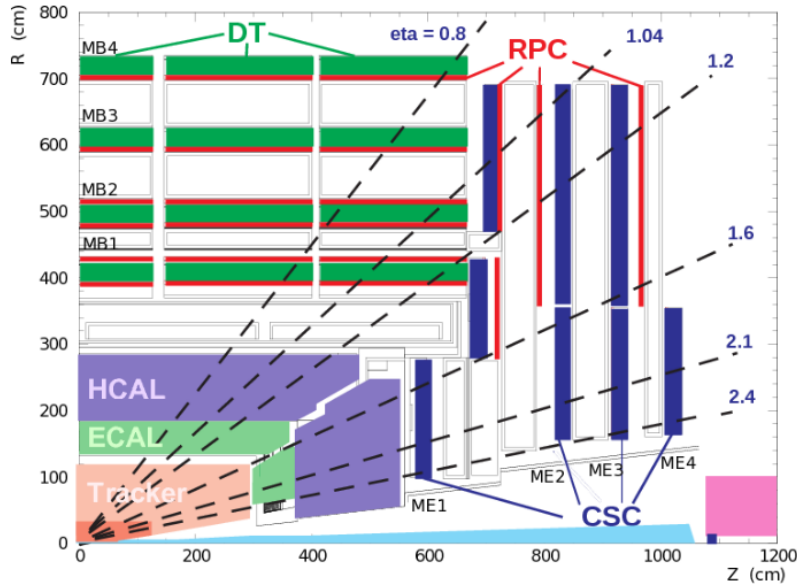 R (cm)
800
700
600
500
400
300
200
100
0
MB4
MB3
MB2
MB1
DT
eta = 0.8
RPC
1.04
1.2
1.6
2.1
2.4
HCAL
ECAL
Tracker
ME1
ME2
ME3
ME4
CSC
0
200
400
600
800
1000
1200
Z (cm)